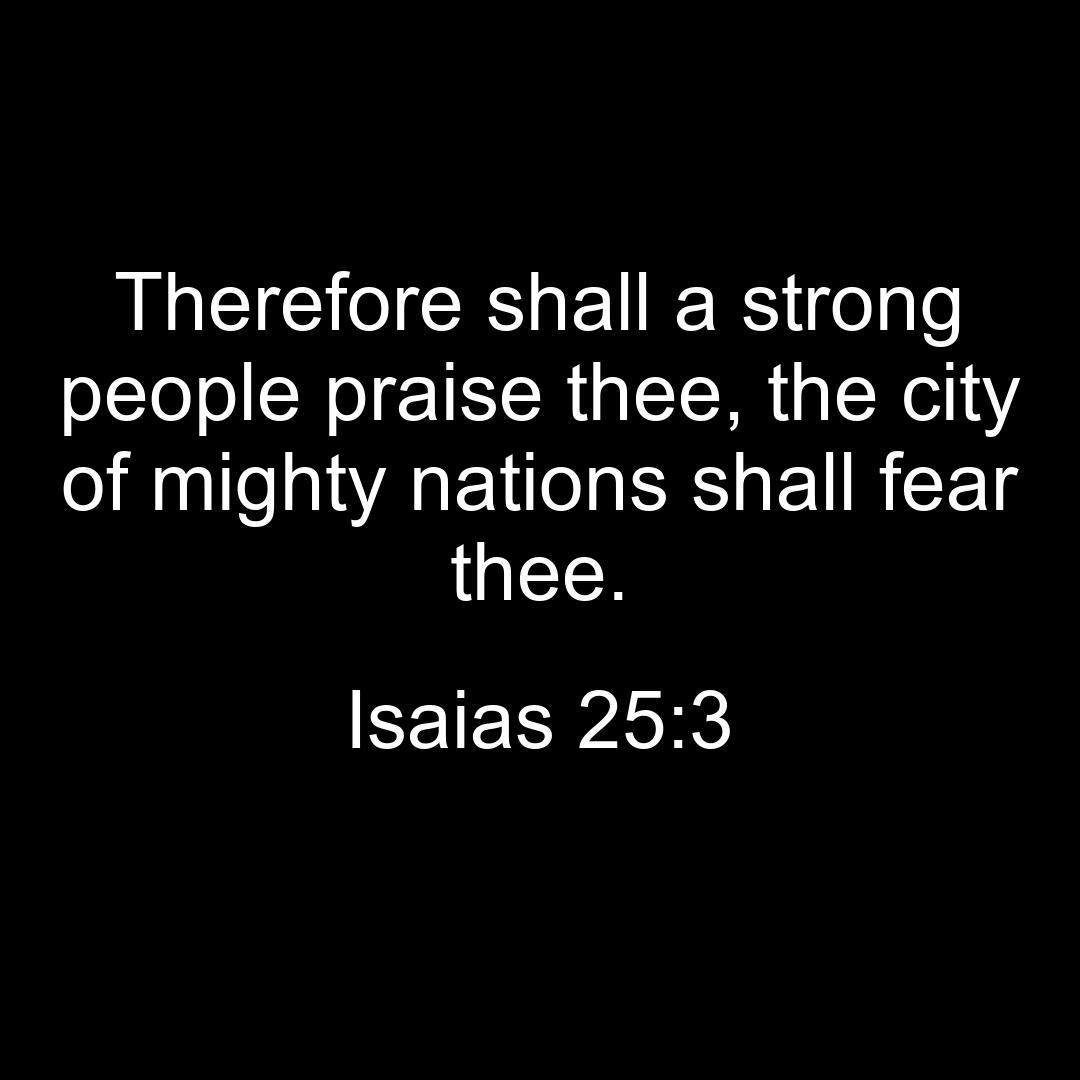 Therefore shall a strong
people praise thee, the city
of mighty nations shall fear
thee.
Isaias 25:3